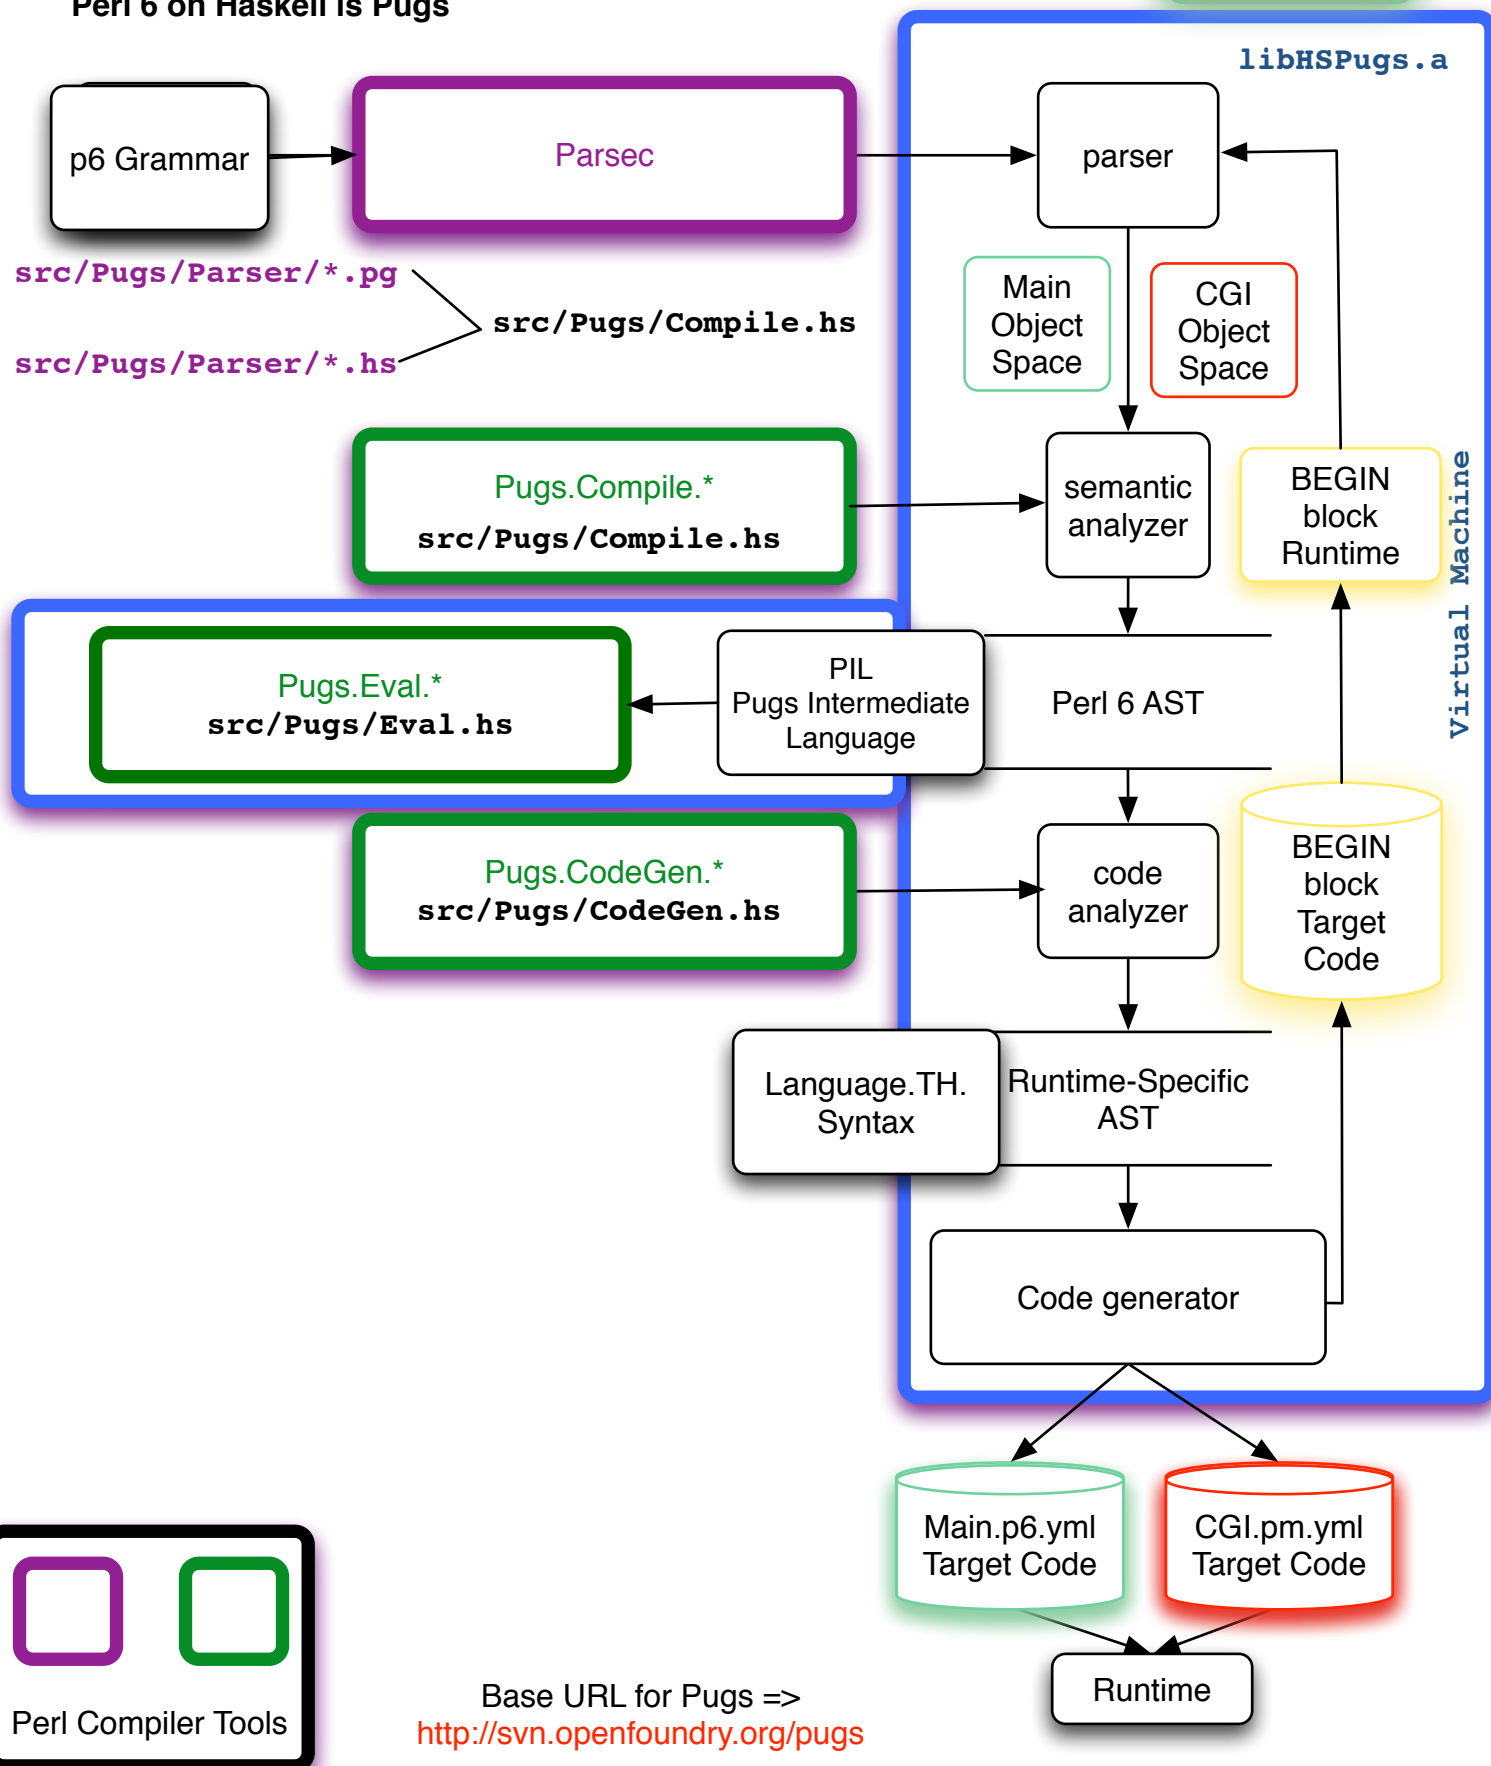 Perl 6 on Haskell is Pugs
libHSPugs.a
p6 Grammar
Parsec
parser
src/Pugs/Parser/*.pg
src/Pugs/Compile.hs
src/Pugs/Parser/*.hs
Main
Object
Space
CGI
Object
Space
Pugs.Compile.*
src/Pugs/Compile.hs
semantic
analyzer
BEGIN
block
Runtime
Virtual Machine
Pugs.Eval.*
src/Pugs/Eval.hs
PIL
Pugs Intermediate
Language
Perl 6 AST
Pugs.CodeGen.*
src/Pugs/CodeGen.hs
code
analyzer
BEGIN
block
Target
Code
Language.TH.
Syntax
Runtime-Specific
AST
Code generator
Main.p6.yml
Target Code
CGI.pm.yml
Target Code
Runtime
Perl Compiler Tools
Base URL for Pugs =>
http://svn.openfoundry.org/pugs